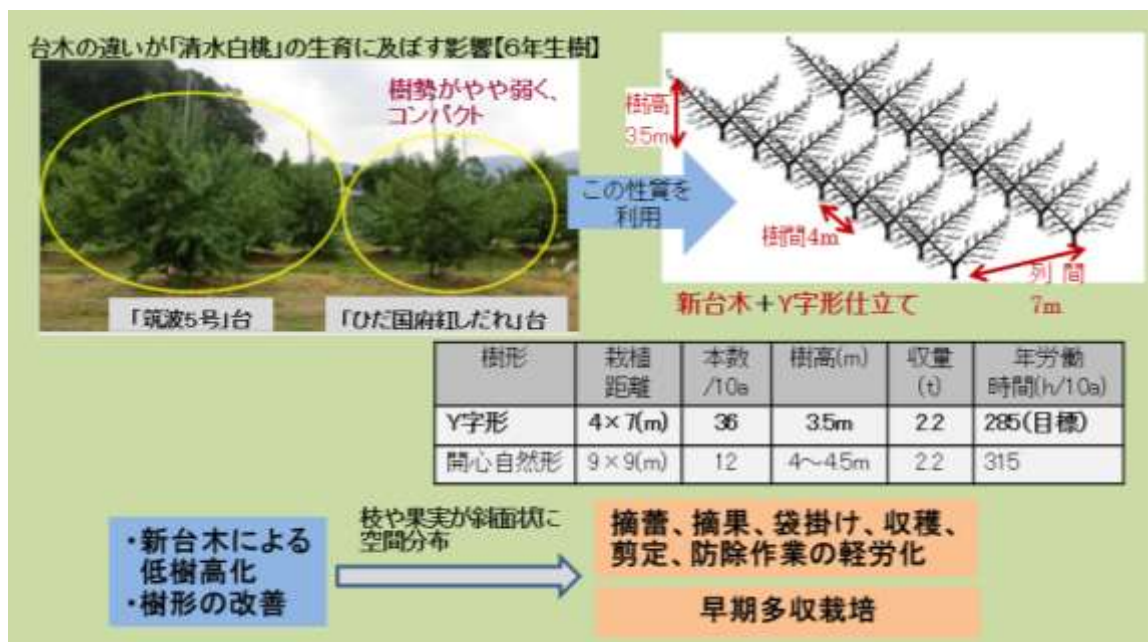 台木の違いが「清水白桃」の生育に及ぼす影響【6年生樹】
樹勢がやや弱く、
コンパクト
「筑波5号」台
「ひだ国府紅しだれ」台
この性質を
利用
樹高
3.5m
樹間4m
列間
7m
新台木+Y字形仕立て
樹形 栽植距離 本数/10a 樹高(m) 収量(t) 年労働時間(h/10a)
Y字形 4×7(m) 36 3.5m 2.2 285(目標)
開心自然形 9×9(m) 12 4~4.5m 2.2 315
・新台木による
低樹高化
・樹形の改善
枝や果実が斜面状に
空間分布
摘蕾、摘果、袋掛け、収穫、
剪定、防除作業の軽労化
早期多収栽培